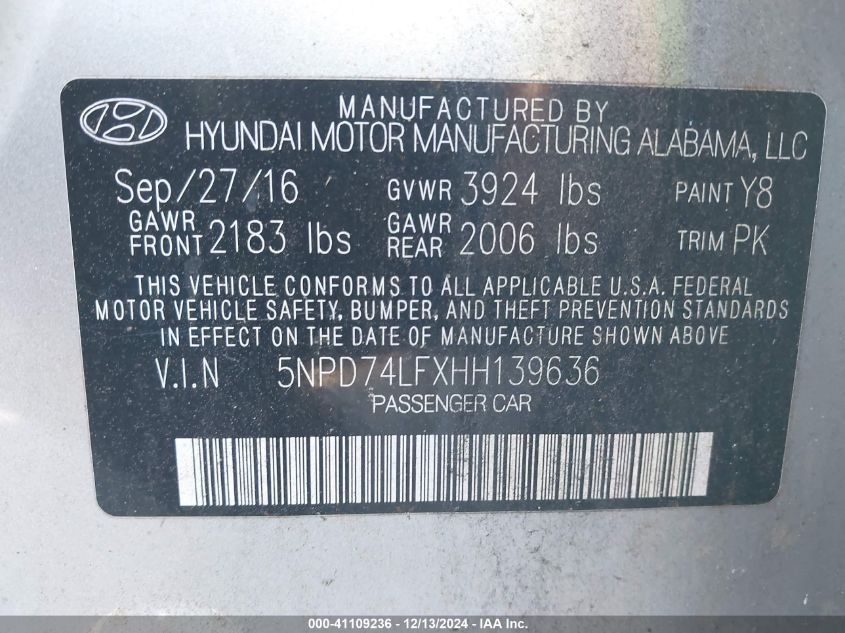 MANUFACTURED BY
HYUNDAI MOTOR MANUFACTURING ALABAMA, LLC
Sep/27/16 GVWR 3924 lbs PAINT Y8
GAWR FRONT 2183 lbs GAWR REAR 2006 lbs TRIM PK
THIS VEHICLE CONFORMS TO ALL APPLICABLE U.S.A. FEDERAL
MOTOR VEHICLE SAFETY, BUMPER, AND THEFT PREVENTION STANDARDS
IN EFFECT ON THE DATE OF MANUFACTURE SHOWN ABOVE
V.I.N 5NPD74LFXHH139636
PASSENGER CAR
000-41109236 - 12/13/2024 - IAA Inc.